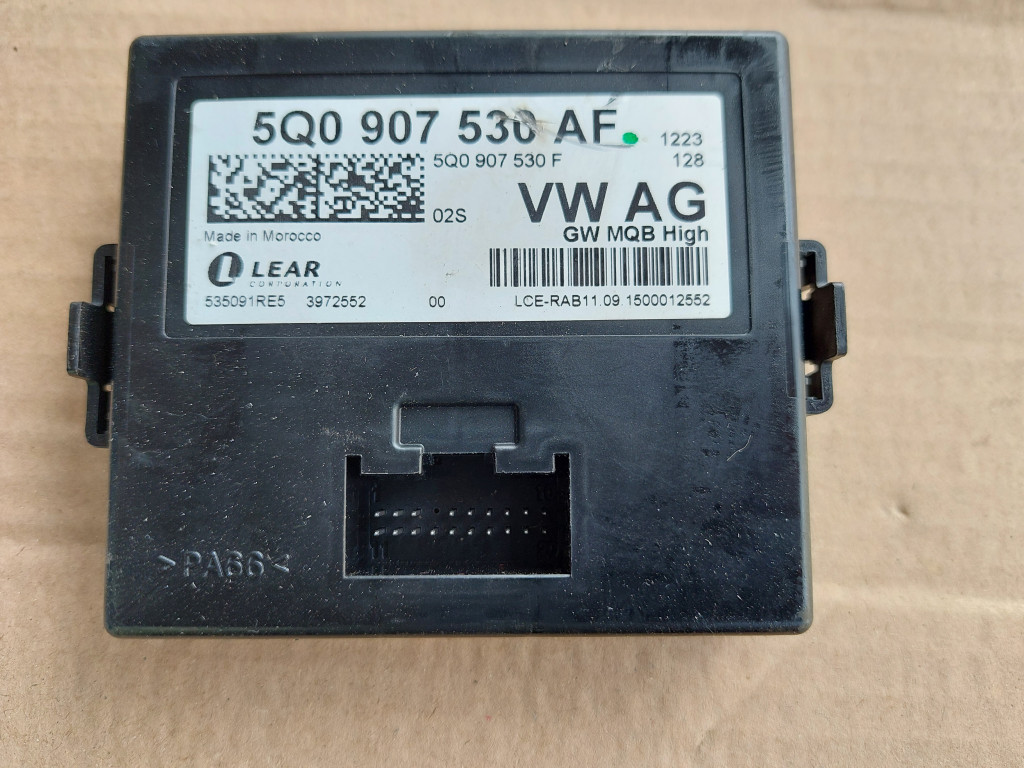 5Q0 907 530 AF.
1223
5Q0 907 530 F
128
02S
VW AG
Made in Morocco
GW MQB High
LEAR
CORPORATION
535091RE5 3972552 00 LCE-RAB11.09.1500012552
>PA66<